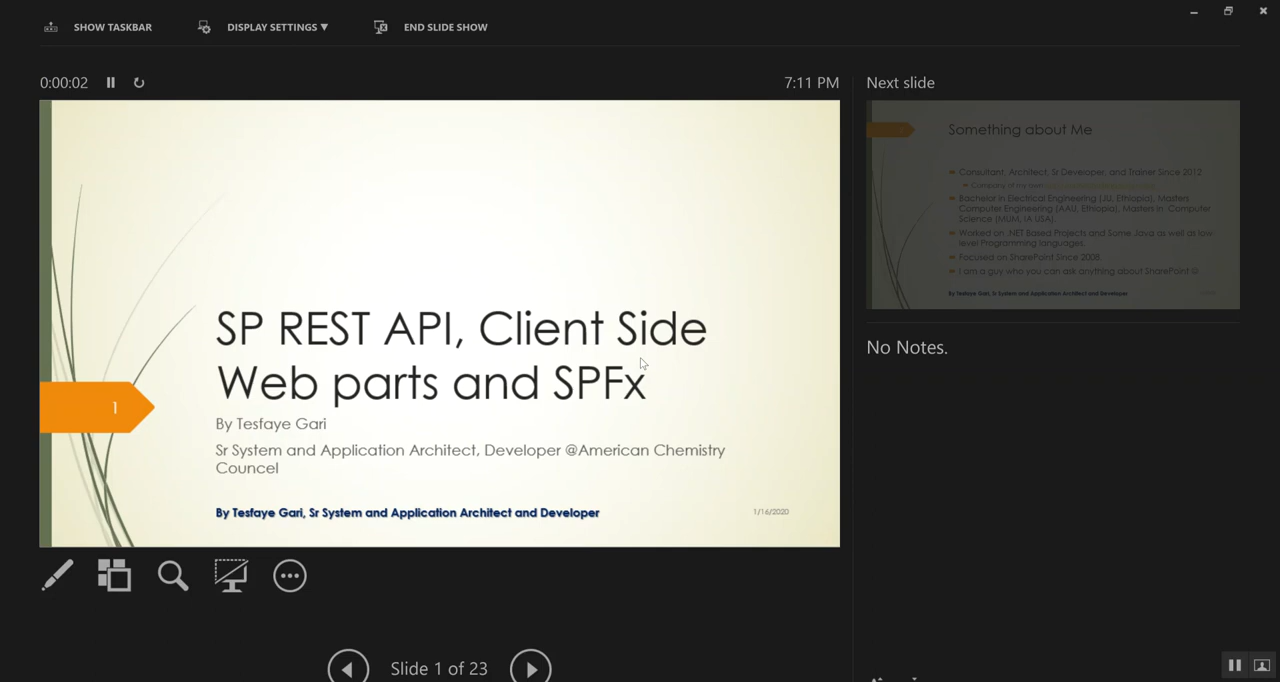 SHOW TASKBAR
DISPLAY SETTINGS ▼
END SLIDE SHOW
0:00:02
7:11 PM
SP REST API, Client Side
Web parts and SPFx
1
By Tesfaye Gari
Sr System and Application Architect, Developer @American Chemistry
Councel
By Tesfaye Gari, Sr System and Application Architect and Developer
1/16/2020
Slide 1 of 23
Next slide
Something about Me
Consultant, Architect, Sr Developer, and Trainer Since 2012
Company of my own
Bachelor in Electrical Engineering (JU, Ethiopia), Masters
Computer Engineering (AAU, Ethiopia), Masters in Computer
Science (MUM, IA USA).
Worked on .NET Based Projects and Some Java as well as low
level Programming languages.
Focused on SharePoint Since 2008
I am a guy who you can ask anything about SharePoint ☺
By Tesfaye Gari, Sr System and Application Architect and Developer
No Notes.